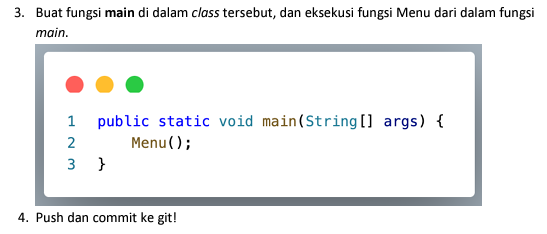 3. Buat fungsi main di dalam class tersebut, dan eksekusi fungsi Menu dari dalam fungsi
main.
1 public static void main(String[] args) {
2 Menu();
3 }
4. Push dan commit ke git!